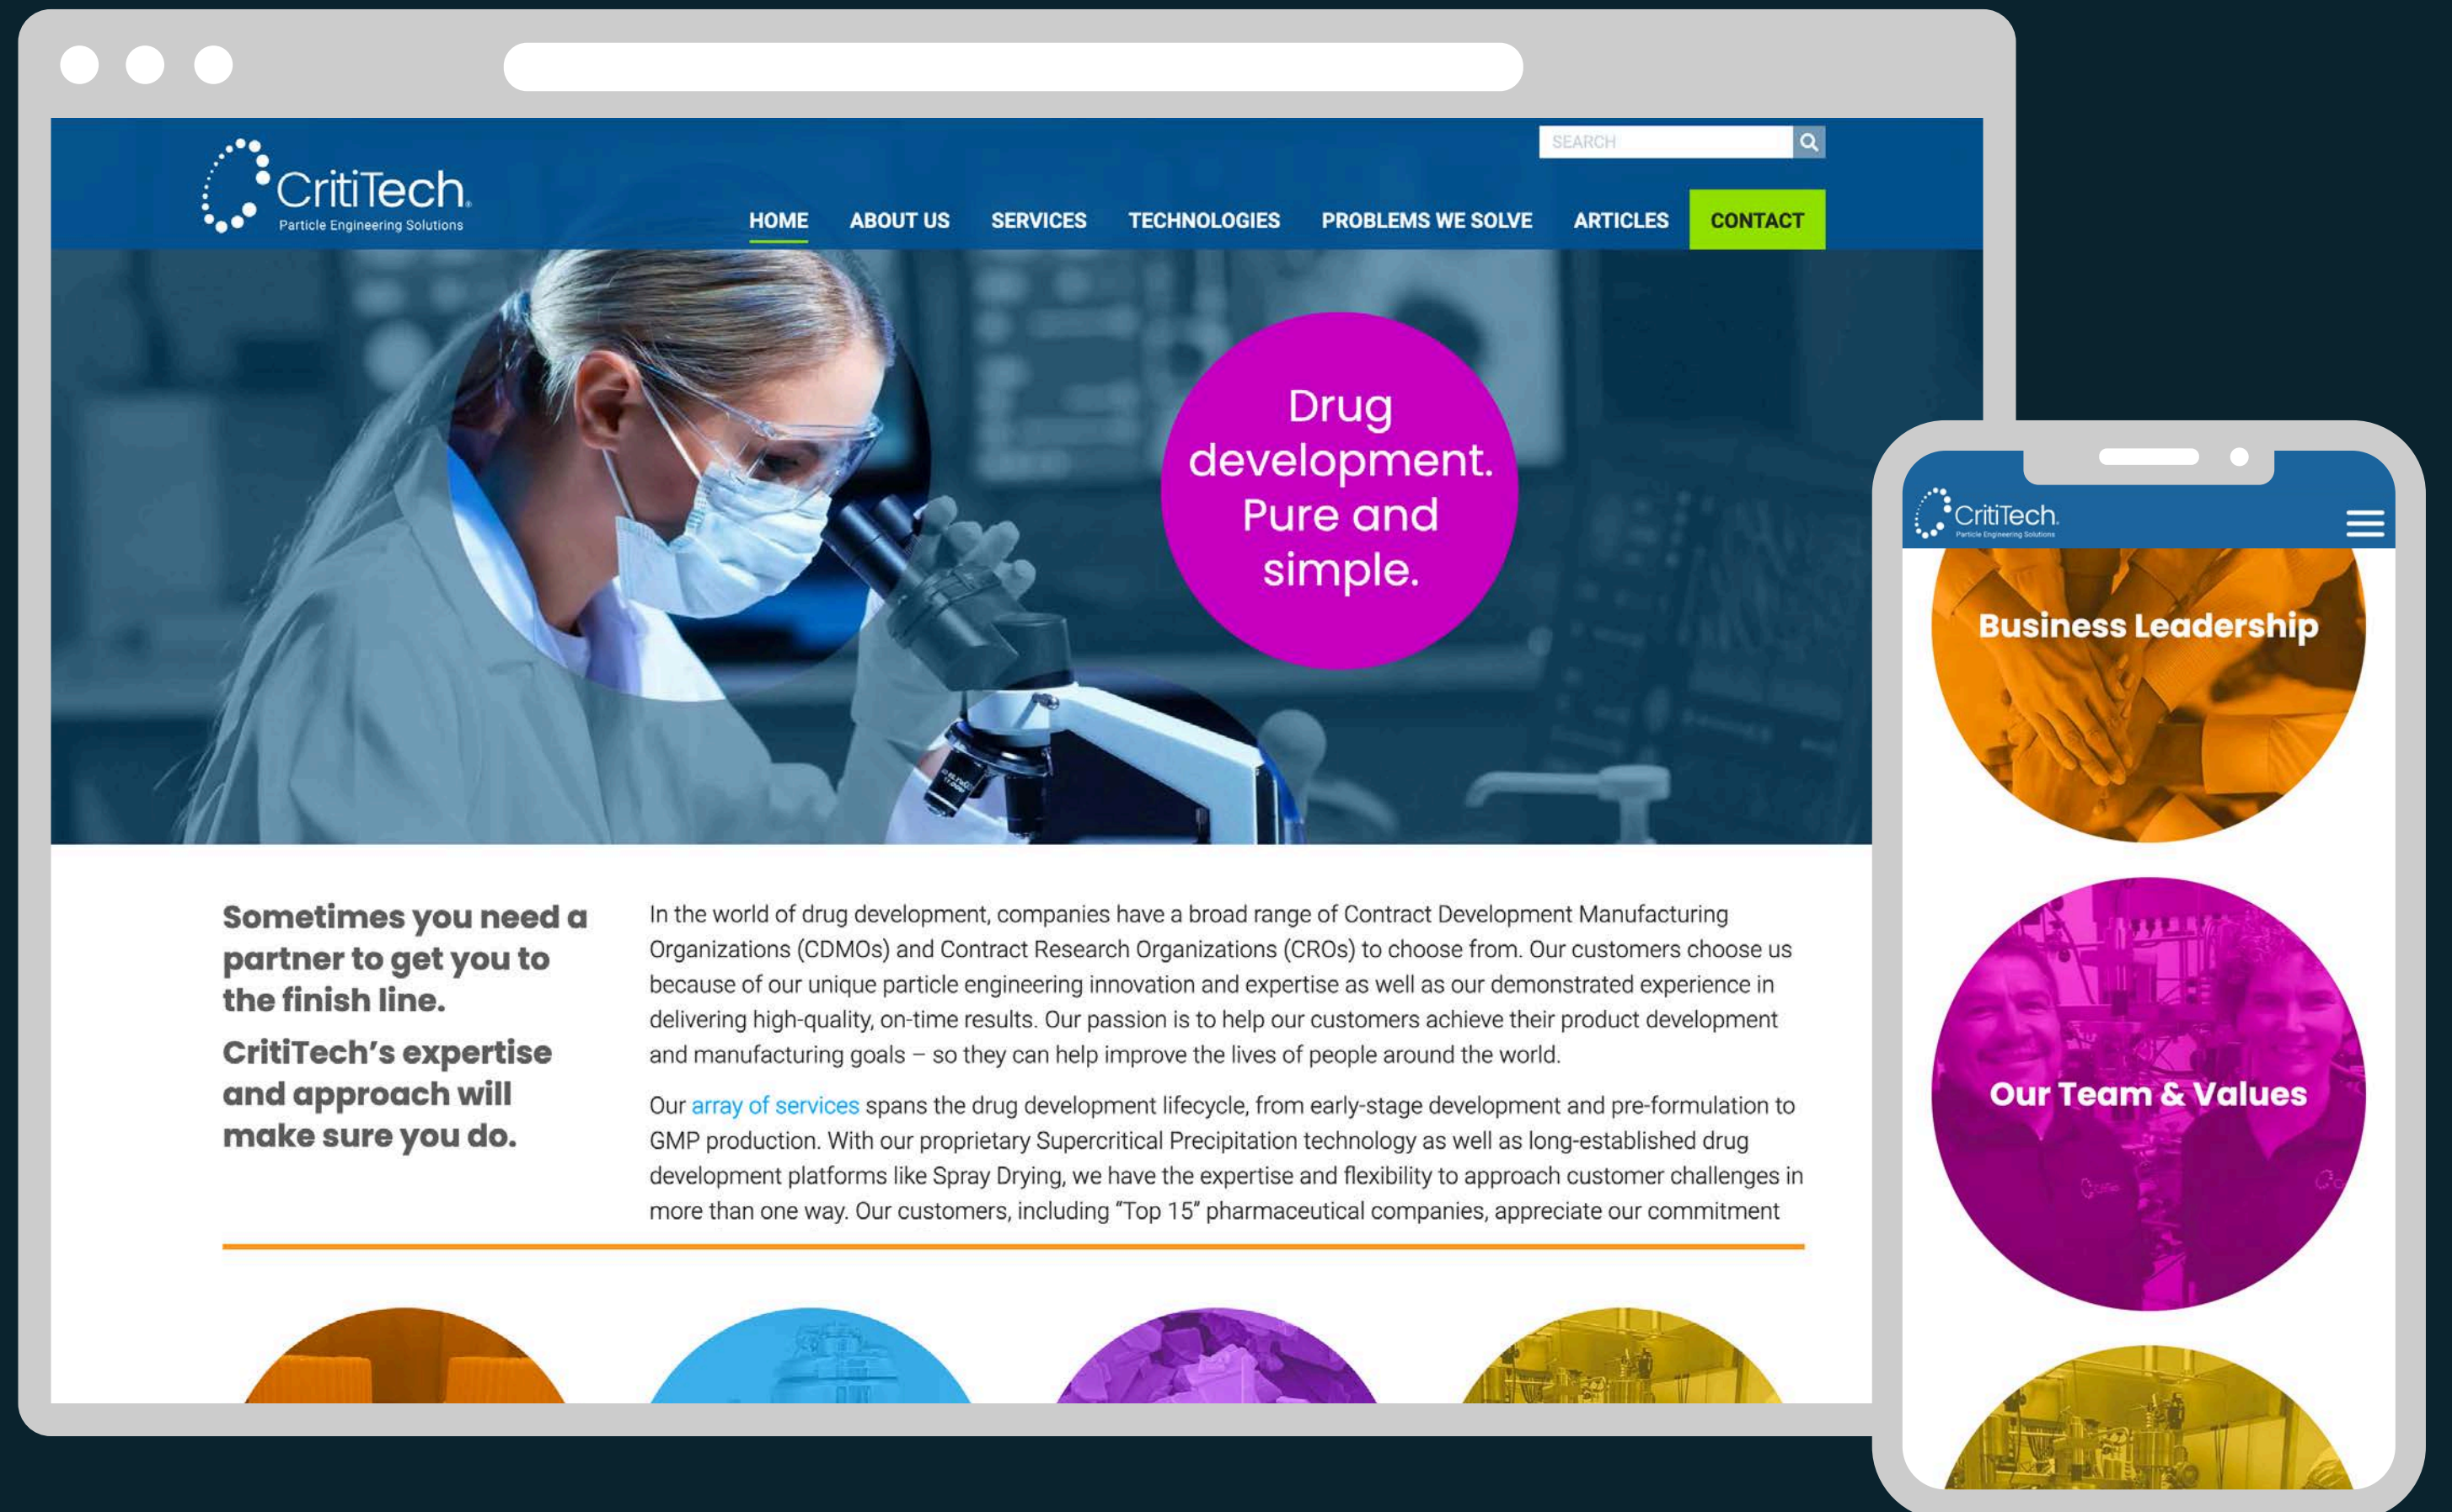 SEARCH
CritiTech®
Particle Engineering Solutions
HOME ABOUT US SERVICES TECHNOLOGIES PROBLEMS WE SOLVE ARTICLES CONTACT
Drug
development.
Pure and
simple.
Sometimes you need a
partner to get you to
the finish line.
CritiTech’s expertise
and approach will
make sure you do.
In the world of drug development, companies have a broad range of Contract Development Manufacturing
Organizations (CDMOs) and Contract Research Organizations (CROs) to choose from. Our customers choose us
because of our unique particle engineering innovation and expertise as well as our demonstrated experience in
delivering high-quality, on-time results. Our passion is to help our customers achieve their product development
and manufacturing goals – so they can help improve the lives of people around the world.
Our array of services spans the drug development lifecycle, from early-stage development and pre-formulation to
GMP production. With our proprietary Supercritical Precipitation technology as well as long-established drug
development platforms like Spray Drying, we have the expertise and flexibility to approach customer challenges in
more than one way. Our customers, including “Top 15” pharmaceutical companies, appreciate our commitment
CritiTech®
Particle Engineering Solutions
Business Leadership
Our Team & Values